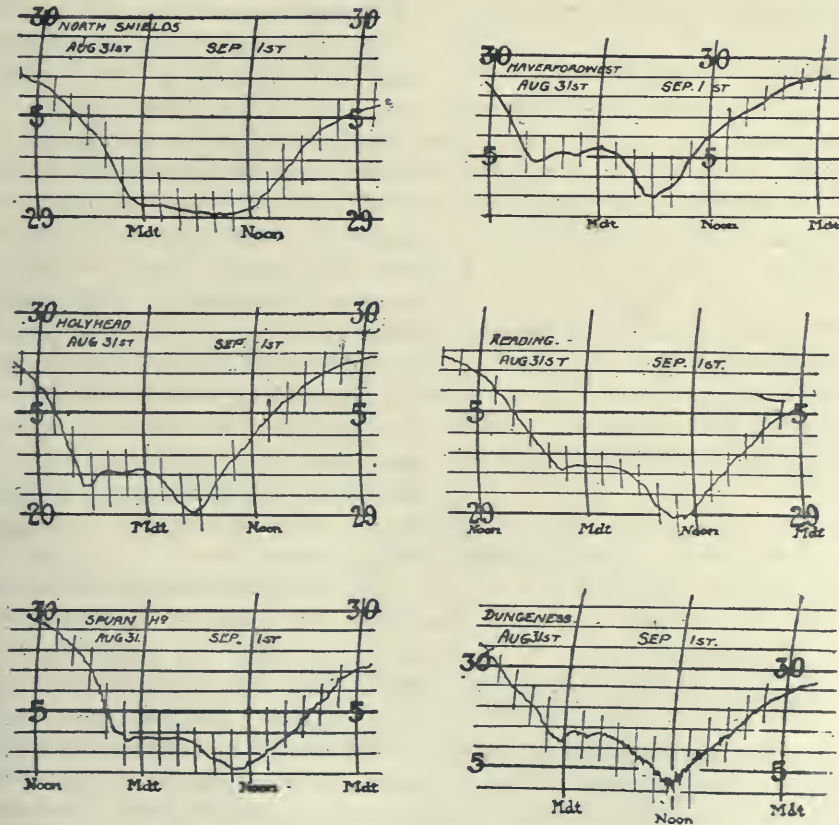 30 30
NORTH SHIELDS
AUG 31ST SEP 1ST
5 5
29 29
Mdt Noon
30 30
HAVERFORDWEST
AUG 31ST SEP. 1ST
5 5
Mdt Noon Mdt
30 30
HOLYHEAD
AUG 31ST SEP. 1ST
5 5
29 29
Mdt Noon
READING.
AUG 31ST SEP. 1ST.
5 5
29 29
Noon Mdt Noon Mdt
30 30
SPURN HD
AUG 31. SEP. 1ST
5 5
Noon Mdt Noon Mdt
DUNGENESS
AUG 31ST SEP 1ST.
30 30
5 5
Mdt Noon Mdt